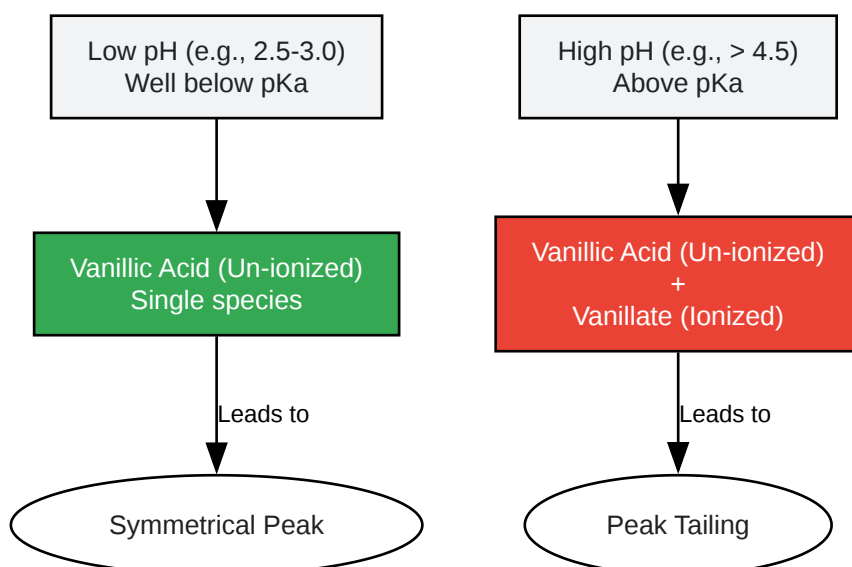 Low pH (e.g., 2.5-3.0)
Well below pKa
High pH (e.g., > 4.5)
Above pKa
Vanillic Acid (Un-ionized)
Single species
Vanillic Acid (Un-ionized)
+
Vanillate (Ionized)
Leads to
Leads to
Symmetrical Peak
Peak Tailing